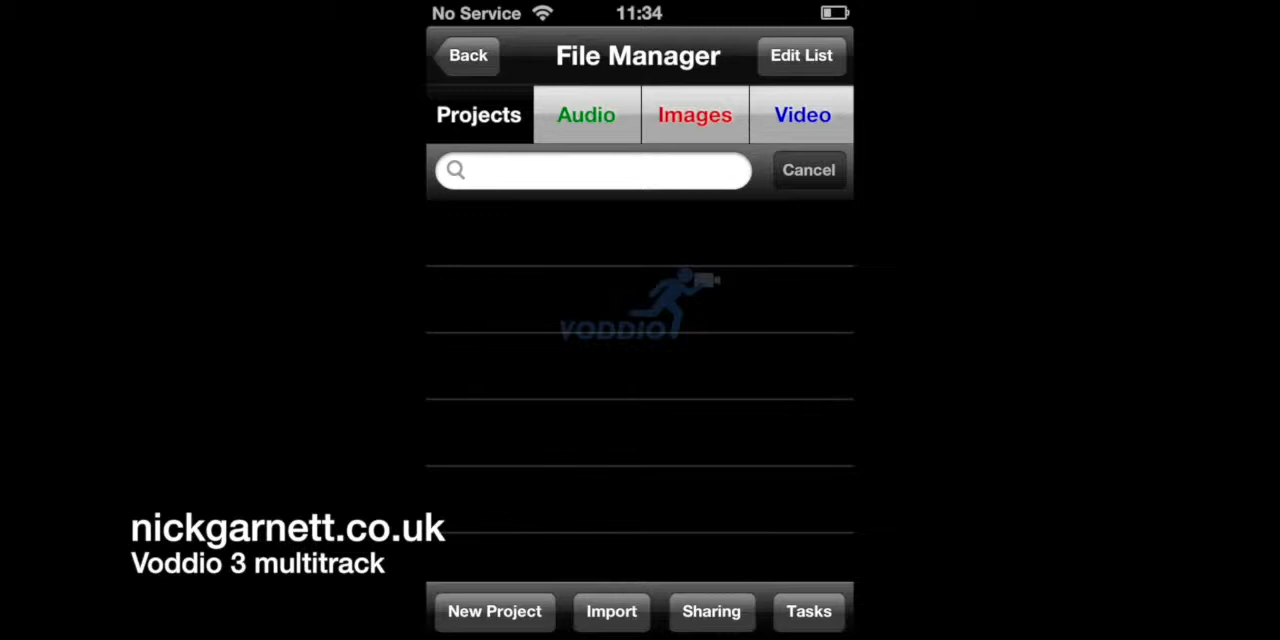 No Service 11:34
Back File Manager Edit List
Projects Audio Images Video
Cancel
VODDIO
nickgarnett.co.uk
Voddio 3 multitrack
New Project Import Sharing Tasks